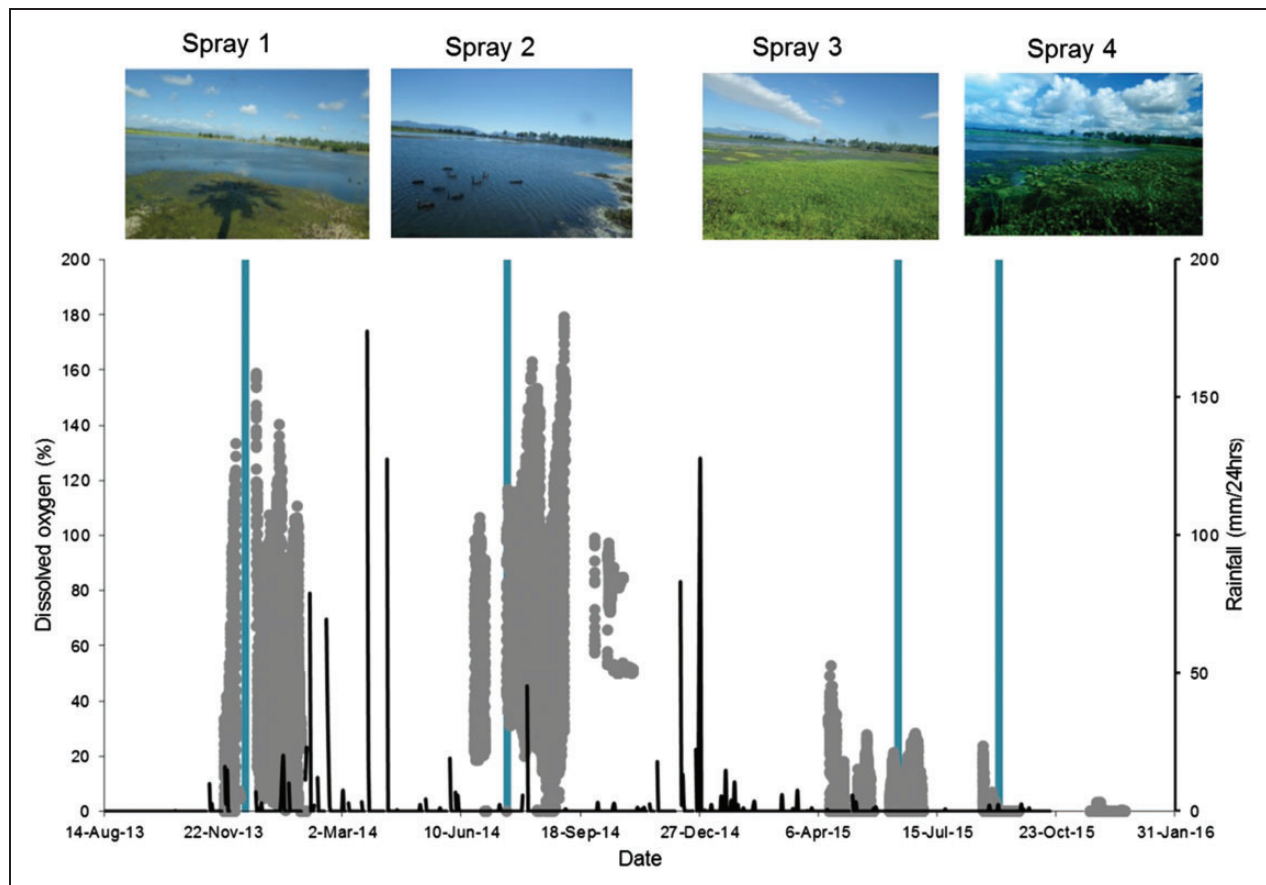 Spray 1
Spray 2
Spray 3
Spray 4
200
180
160
140
120
100
80
60
40
20
0
Dissolved oxygen (%)
200
150
100
50
0
Rainfall (mm/24hrs)
14-Aug-13
22-Nov-13
2-Mar-14
10-Jun-14
18-Sep-14
27-Dec-14
6-Apr-15
15-Jul-15
23-Oct-15
31-Jan-16
Date